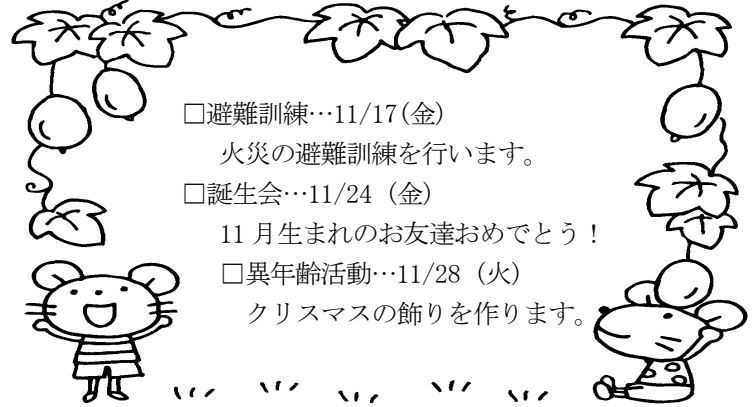 □避難訓練…11/17(金)
火災の避難訓練を行います。
□誕生会…11/24（金）
11月生まれのお友達おめでとう！
□異年齢活動…11/28（火）
クリスマスの飾りを作ります。